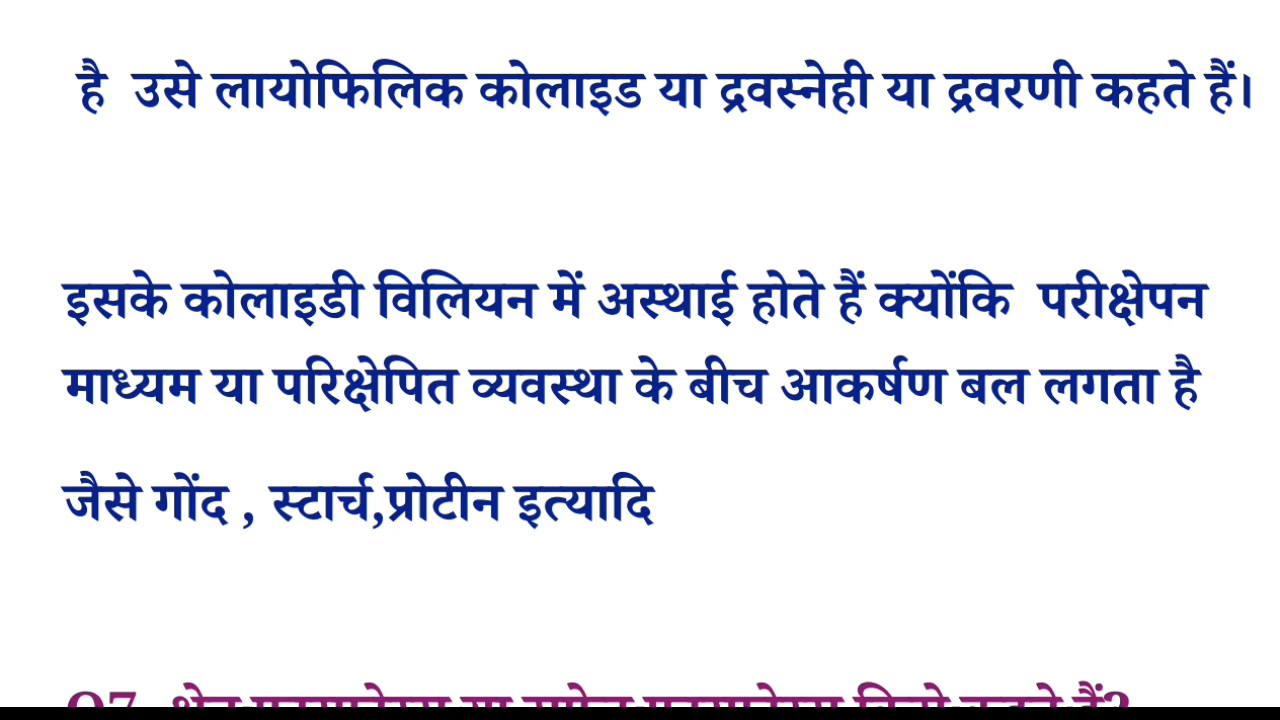 है उसे लायोफिलिक कोलाइड या द्रवस्नेही या द्रवरणी कहते हैं।
इसके कोलाइडी विलियन में अस्थाई होते हैं क्योंकि परीक्षेपन
माध्यम या परिक्षेपित व्यवस्था के बीच आकर्षण बल लगता है
जैसे गोंद , स्टार्च,प्रोटीन इत्यादि